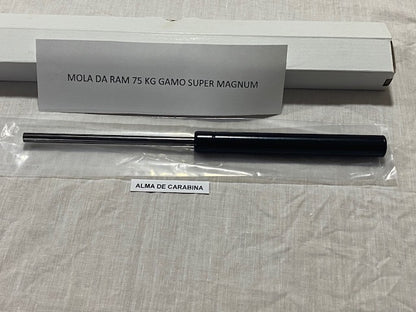 MOLA DA RAM 75 KG GAMO SUPER MAGNUM
ALMA DE CARABINA